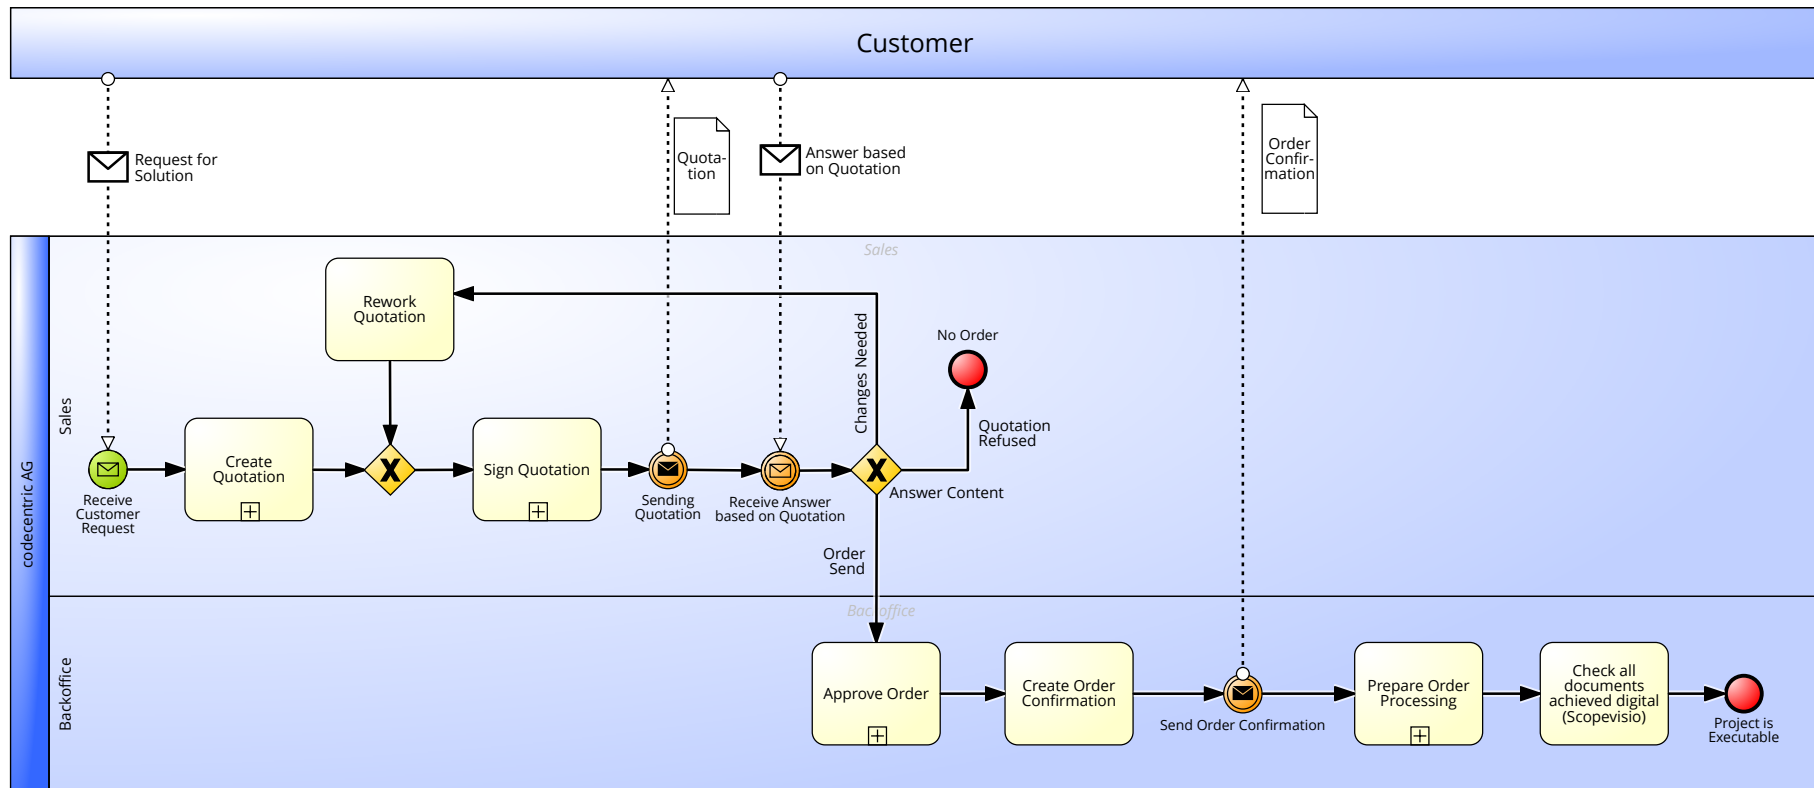 Customer
Request for
Solution
Quota-
tion
Answer based
on Quotation
Order
Confir-
mation
Sales
codecentric AG
Sales
Rework
Quotation
Changes Needed
No Order
Quotation
Refused
Receive
Customer
Request
Create
Quotation
X
Sign Quotation
Sending
Quotation
Receive Answer
based on Quotation
X
Answer Content
Order
Send
Backoffice
Backoffice
Approve Order
Create Order
Confirmation
Send Order Confirmation
Prepare Order
Processing
Check all
documents
achieved digital
(Scopevisio)
Project is
Executable